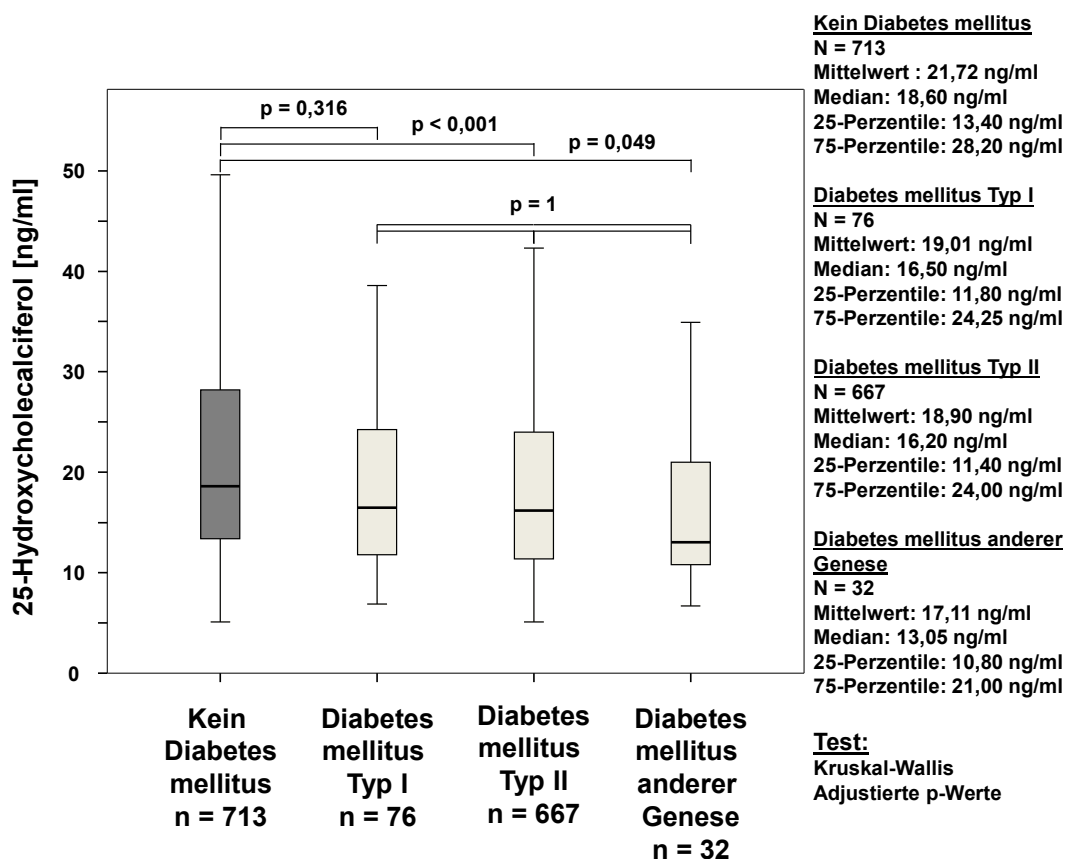 p = 0,316
p < 0,001
p = 0,049
p = 1
25-Hydroxycholecalciferol [ng/ml]
50
40
30
20
10
0
Kein
Diabetes
mellitus
n = 713
Diabetes
mellitus
Typ I
n = 76
Diabetes
mellitus
Typ II
n = 667
Diabetes
mellitus
anderer
Genese
n = 32
Kein Diabetes mellitus
N = 713
Mittelwert : 21,72 ng/ml
Median: 18,60 ng/ml
25-Perzentile: 13,40 ng/ml
75-Perzentile: 28,20 ng/ml
Diabetes mellitus Typ I
N = 76
Mittelwert: 19,01 ng/ml
Median: 16,50 ng/ml
25-Perzentile: 11,80 ng/ml
75-Perzentile: 24,25 ng/ml
Diabetes mellitus Typ II
N = 667
Mittelwert: 18,90 ng/ml
Median: 16,20 ng/ml
25-Perzentile: 11,40 ng/ml
75-Perzentile: 24,00 ng/ml
Diabetes mellitus anderer
Genese
N = 32
Mittelwert: 17,11 ng/ml
Median: 13,05 ng/ml
25-Perzentile: 10,80 ng/ml
75-Perzentile: 21,00 ng/ml
Test:
Kruskal-Wallis
Adjustierte p-Werte